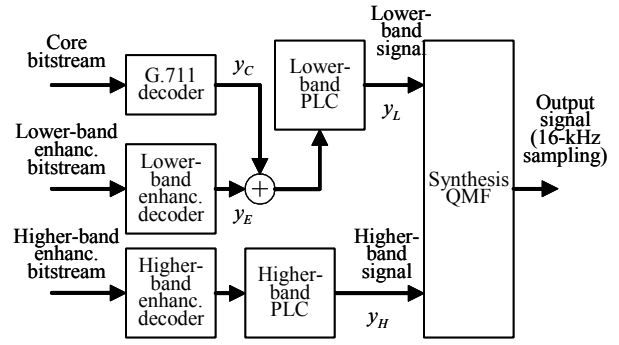 Core
bitstream
G.711
decoder
y_C
Lower-
band
PLC
Lower-
band
signal
y_L
Lower-band
enhanc.
bitstream
Lower-
band
enhanc.
decoder
y_E
+
Synthesis
QMF
Output
signal
(16-kHz
sampling)
Higher-band
enhanc.
bitstream
Higher-
band
enhanc.
decoder
Higher-
band
PLC
Higher-
band
signal
y_H